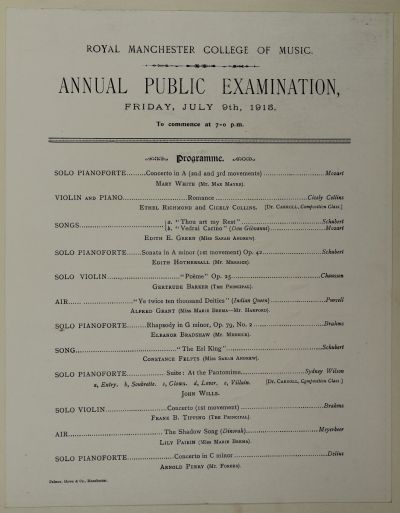 ROYAL MANCHESTER COLLEGE OF MUSIC.
ANNUAL PUBLIC EXAMINATION,
FRIDAY, JULY 9th, 1915.
To commence at 7-0 p.m.
Programme.
SOLO PIANOFORTE.......Concerto in A (2nd and 3rd movements).......Mozart
MARY WHITE (MR. MAX MAYER).
VIOLIN AND PIANO.......Romance.......Cicely Collins
ETHEL RICHMOND and CICELY COLLINS. [DR. CARROLL, Composition Class.]
SONGS.......a. "Thou art my Rest".......Schubert
b. "Vedrai Carino" (Don Giovanni).......Mozart
EDITH E. GREEN (MISS SARAH ANDREW).
SOLO PIANOFORTE.......Sonata in A minor (1st movement) Op. 42.......Schubert
EDITH HOTHERSALL (MR. MERRICK).
SOLO VIOLIN.......“Poëme” Op. 25.......Chausson
GERTRUDE BARKER (THE PRINCIPAL).
AIR.......“Ye twice ten thousand Deities” (Indian Queen).......Purcell
ALFRED GRANT (MISS MARIE BREMA—MR. HARFORD).
SOLO PIANOFORTE.......Rhapsody in G minor, Op. 79, No. 2.......Brahms
ELEANOR BRADSHAW (MR. MERRICK).
SONG.......“The Erl King”.......Schubert
CONSTANCE FELPTS (MISS SARAH ANDREW).
SOLO PIANOFORTE.......Suite: At the Pantomime.......Sydney Wilson
a, Entry. b, Soubrette. c, Clown. d, Lover. e, Villain. [DR. CARROLL, Composition Class.]
JOHN WILLS.
SOLO VIOLIN.......Concerto (1st movement).......Brahms
FRANK B. TIPPING (THE PRINCIPAL).
AIR.......The Shadow Song (Dinorah).......Meyerbeer
LILY PAIRIN (MISS MARIE BREMA).
SOLO PIANOFORTE.......Concerto in C minor.......Delius
ARNOLD PERRY (MR. FORBES).
Palmer, Howe & Co., Manchester.